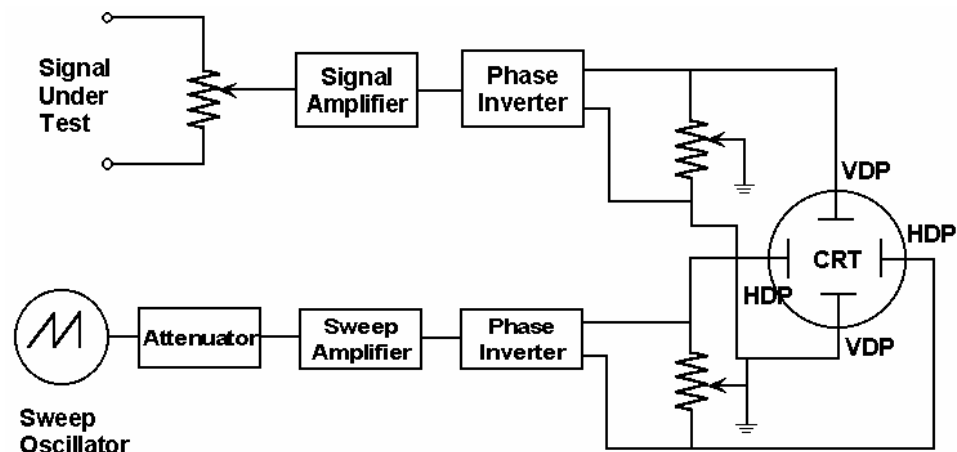 Signal
Under
Test
Signal
Amplifier
Phase
Inverter
VDP
HDP
CRT
HDP
VDP
Attenuator
Sweep
Amplifier
Phase
Inverter
Sweep
Oscillator